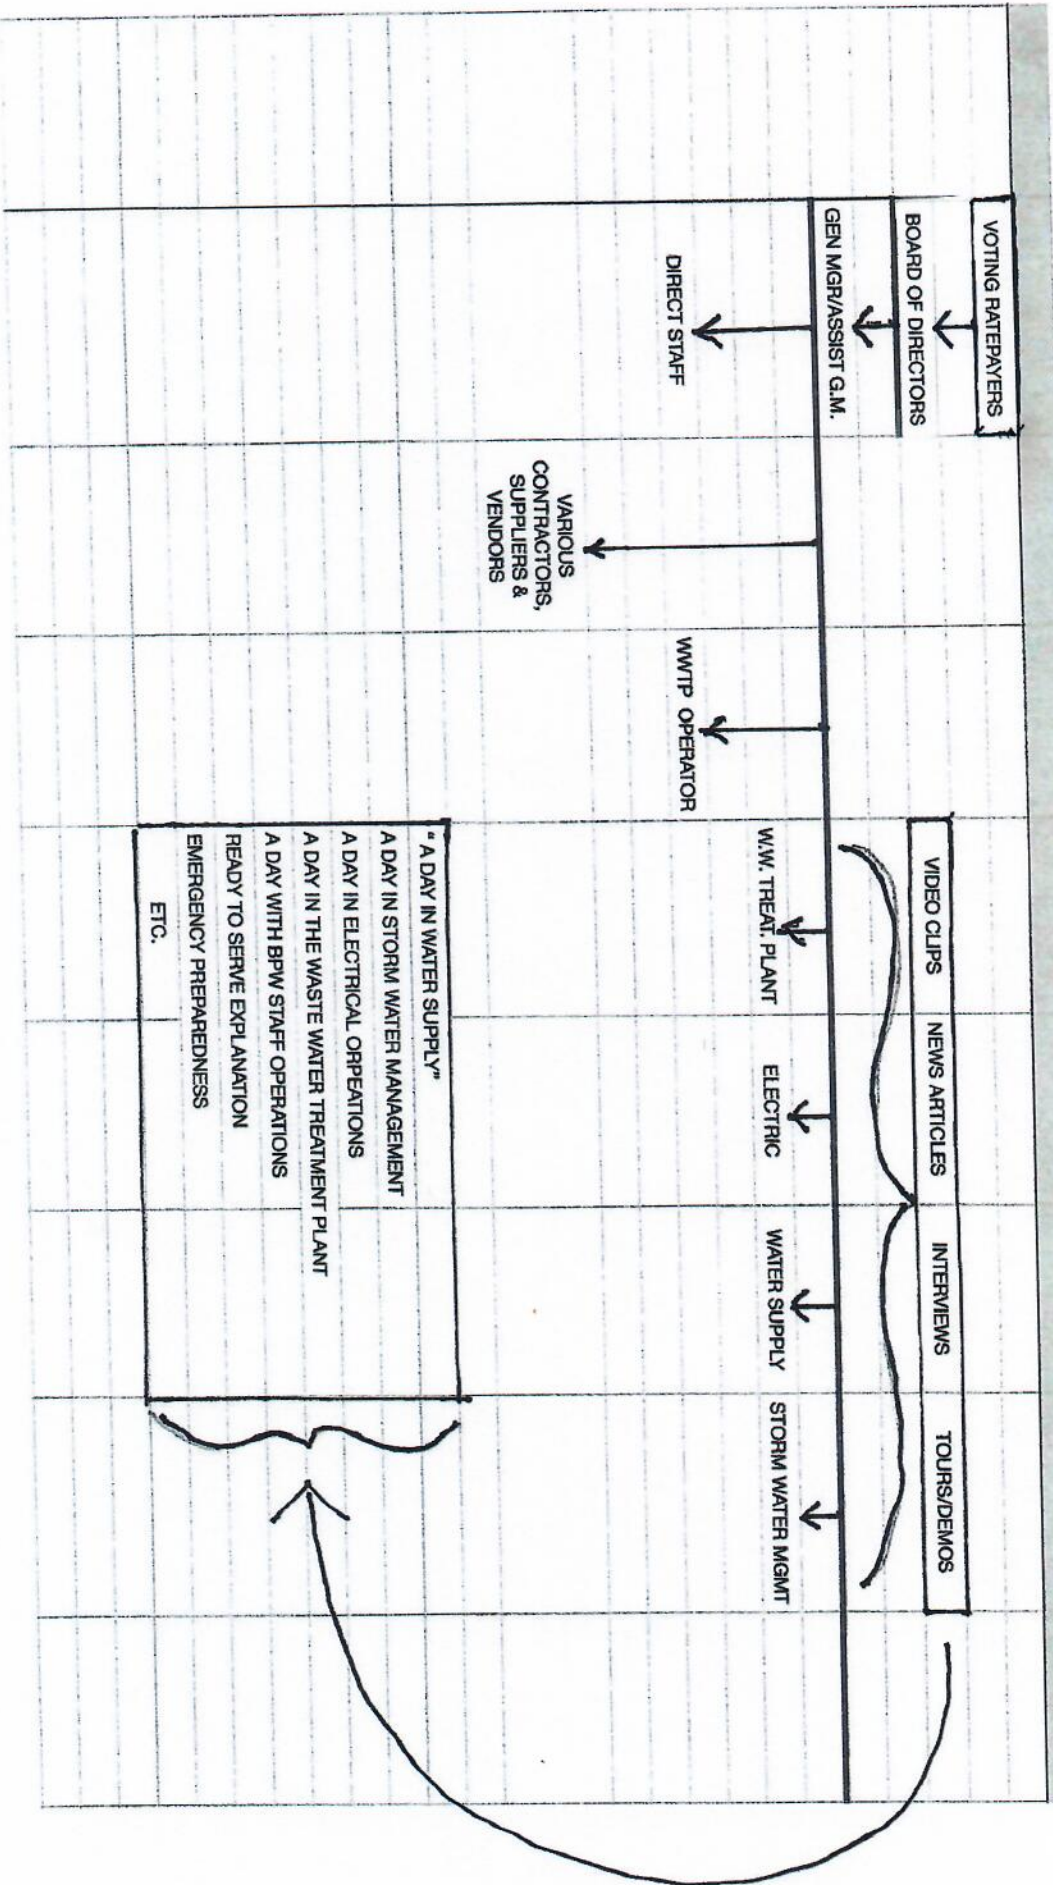 VOTING RATEPAYERS
BOARD OF DIRECTORS
GEN MGR/ASSIST G.M.
VIDEO CLIPS NEWS ARTICLES INTERVIEWS TOURS/DEMOS
DIRECT STAFF
VARIOUS
CONTRACTORS,
SUPPLIERS &
VENDORS
WWTP OPERATOR
W.W. TREAT. PLANT
ELECTRIC
WATER SUPPLY
STORM WATER MGMT
" A DAY IN WATER SUPPLY"
A DAY IN STORM WATER MANAGEMENT
A DAY IN ELECTRICAL ORPEATIONS
A DAY IN THE WASTE WATER TREATMENT PLANT
A DAY WITH BPW STAFF OPERATIONS
READY TO SERVE EXPLANATION
EMERGENCY PREPAREDNESS
ETC.